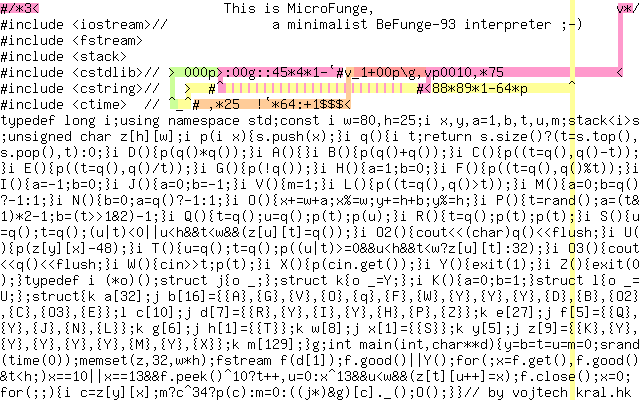 #/*3<                       This is MicroFunge,                              v*/
#include <iostream>//             a minimalist BeFunge-93 interpreter ;-)
#include <fstream>
#include <stack>
#include <cstdlib>// > 000p>:00g::45*4*1-`#v_1+00p\g,vp0010,*75              <
#include <cstring>//   >  #^                        #<88*89*1-64*p     ^
#include <ctime>  // ^_^# ,*25  !`*64:+1$$$<
typedef long i;using namespace std;const i w=80,h=25;i x,y,a=1,b,t,u,m;stack<i>s
;unsigned char z[h][w];i p(i x){s.push(x);}i q(){i t;return s.size()?(t=s.top(),
s.pop(),t):0;}i D(){p(q()*q());}i A(){}i B(){p(q()+q());}i C(){p((t=q(),q()-t));
}i E(){p((t=q(),q()/t));}i G(){p(!q());}i H(){a=1;b=0;}i F(){p((t=q(),q()%t));}i
I(){a=-1;b=0;}i J(){a=0;b=-1;}i V(){m=1;}i L(){p((t=q(),q()>t));}i M(){a=0;b=q()
?-1:1;}i N(){b=0;a=q()?-1:1;}i O(){x+=w+a;x%=w;y+=h+b;y%=h;}i P(){t=rand();a=(t&
1)*2-1;b=(t>>1&2)-1;}i Q(){t=q();u=q();p(t);p(u);}i R(){t=q();p(t);p(t);}i S(){u
=q();t=q();(u|t)<0||u<h&&t<w&&(z[u][t]=q());}i O2(){cout<<(char)q()<<flush;}i U(
){p(z[y][x]-48);}i T(){u=q();t=q();p((u|t)>=0&&u<h&&t<w?z[u][t]:32);}i O3(){cout
<<q()<<flush;}i W(){cin>>t;p(t);}i X(){p(cin.get());}i Y(){exit(1);}i Z(){exit(0
);}typedef i (*o)();struct j{o _;};struct k{o _=Y;};i K(){a=0;b=1;}struct l{o _=
U;};struct{k a[32];j b[16]={{A},{G},{V},{O},{q},{F},{W},{Y},{Y},{Y},{D},{B},{O2}
,{C},{O3},{E}};l c[10];j d[7]={{R},{Y},{I},{Y},{H},{P},{Z}};k e[27];j f[5]={{Q},
{Y},{J},{N},{L}};k g[6];j h[1]={{T}};k w[8];j x[1]={{S}};k y[5];j z[9]={{K},{Y},
{Y},{Y},{Y},{Y},{M},{Y},{X}};k m[129];}g;int main(int,char**d){y=b=t=u=m=0;srand
(time(0));memset(z,32,w*h);fstream f(d[1]);f.good()||Y();for(;x=f.get(),f.good()
&t<h;)x==10||x==13&&f.peek()^10?t++,u=0:x^13&&u<w&&(z[t][u++]=x);f.close();x=0;
for(;;){i c=z[y][x];m?c^34?p(c):m=0:((j*)&g)[c]._();O();}}// by vojtech kral.hk